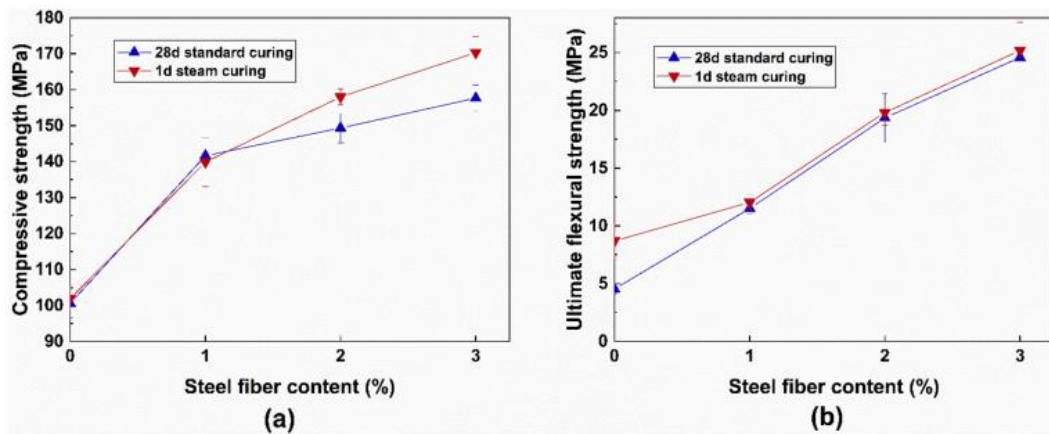 180
170
160
150
140
130
120
110
100
90
Compressive strength (MPa)
28d standard curing
1d steam curing
0 1 2 3
Steel fiber content (%)
(a)
25
20
15
10
5
0
Ultimate flexural strength (MPa)
28d standard curing
1d steam curing
0 1 2 3
Steel fiber content (%)
(b)